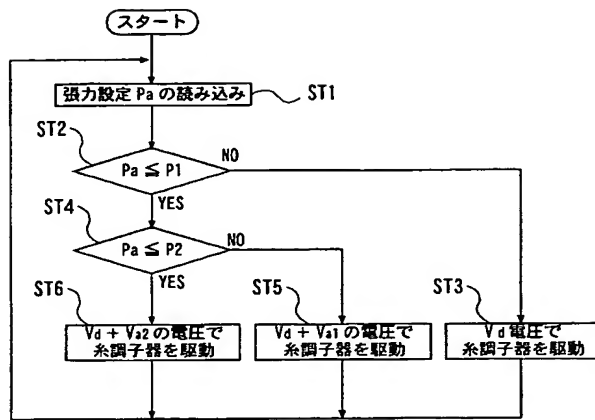 スタート
張力設定 Pa の読み込み
ST1
ST2
Pa ≦ P1
NO
YES
ST4
Pa ≦ P2
NO
YES
ST6
Vd + Va2 の電圧で
糸調子器を駆動
ST5
Vd + Va1 の電圧で
糸調子器を駆動
ST3
Vd 電圧で
糸調子器を駆動